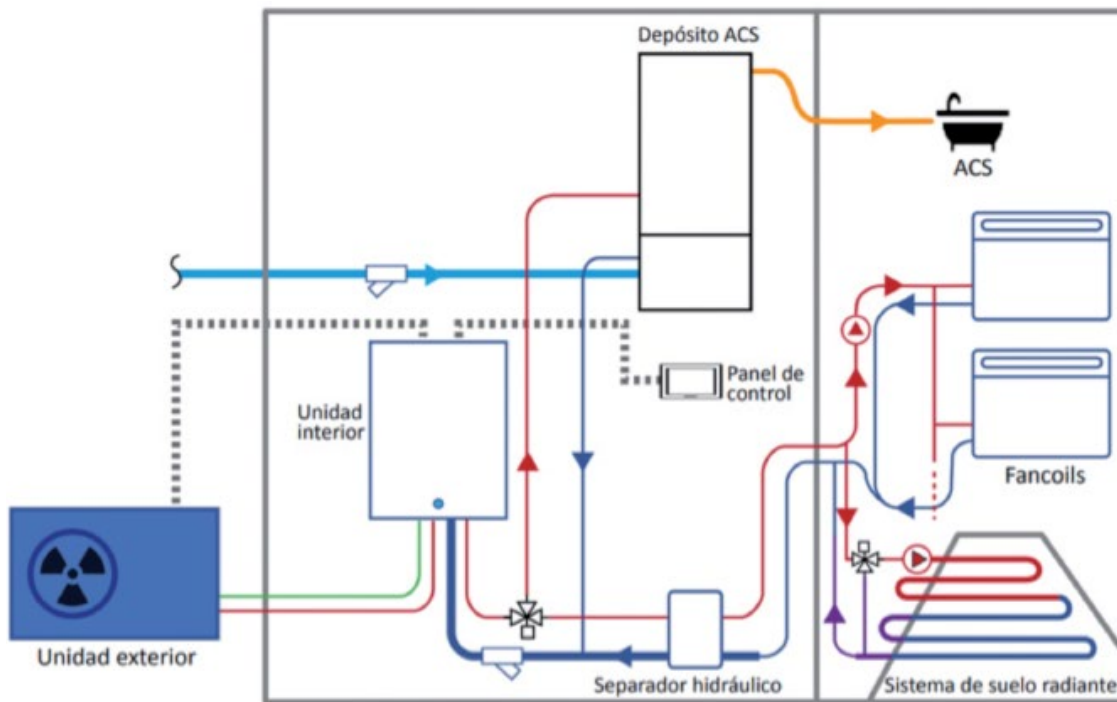 Depósito ACS
ACS
Unidad
interior
Panel de
control
Fancoils
Unidad exterior
Separador hidráulico
Sistema de suelo radiante